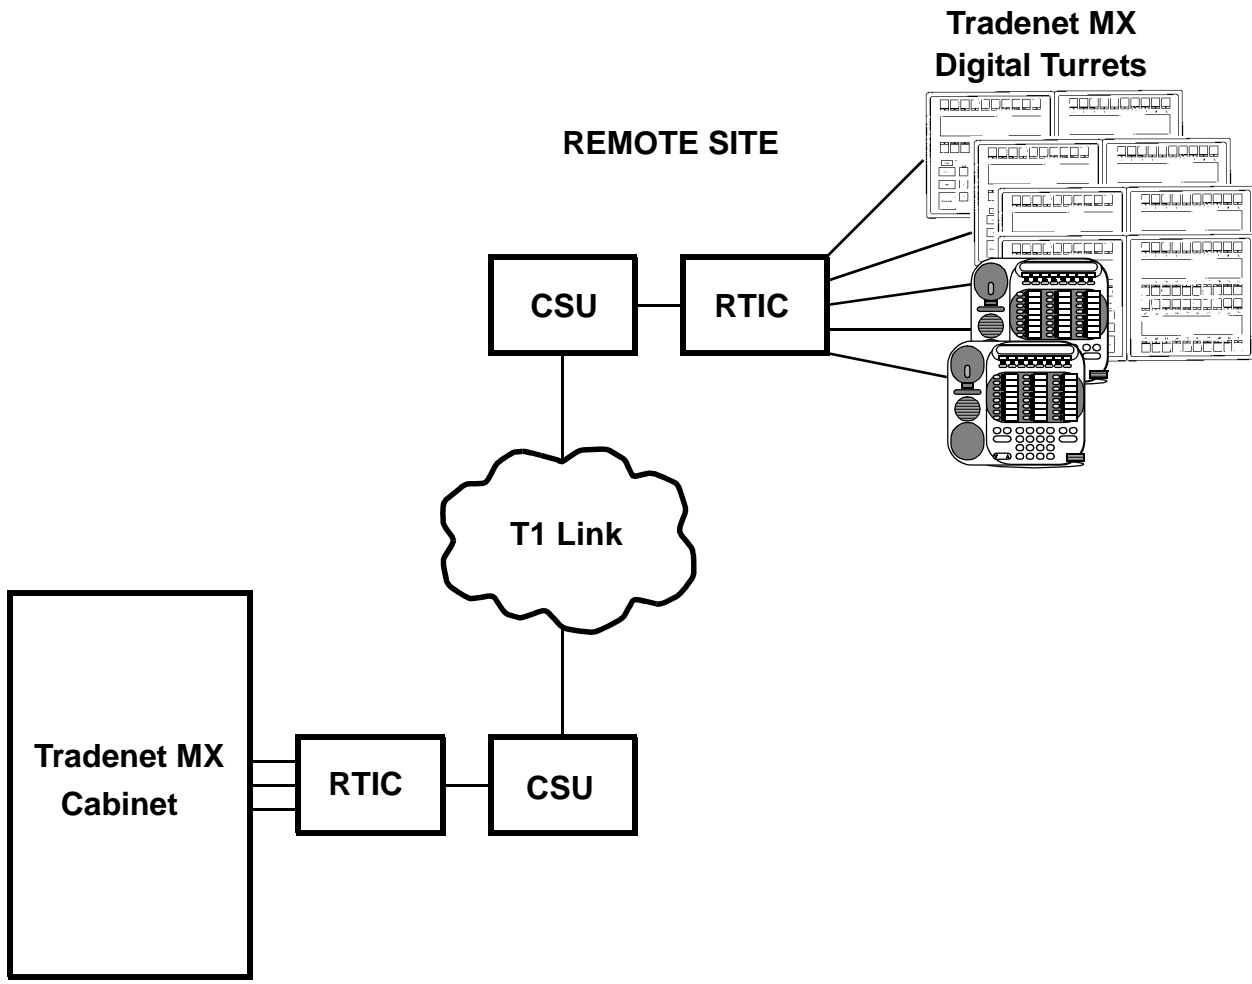 Tradenet MX
Digital Turrets
REMOTE SITE
CSU
RTIC
T1 Link
Tradenet MX
Cabinet
RTIC
CSU